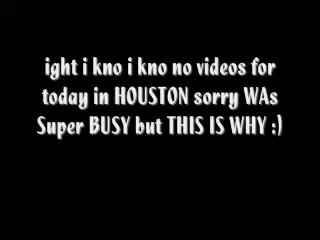 ight i kno i kno no videos for
today in HOUSTON sorry WAs
Super BUSY but THIS IS WHY :)